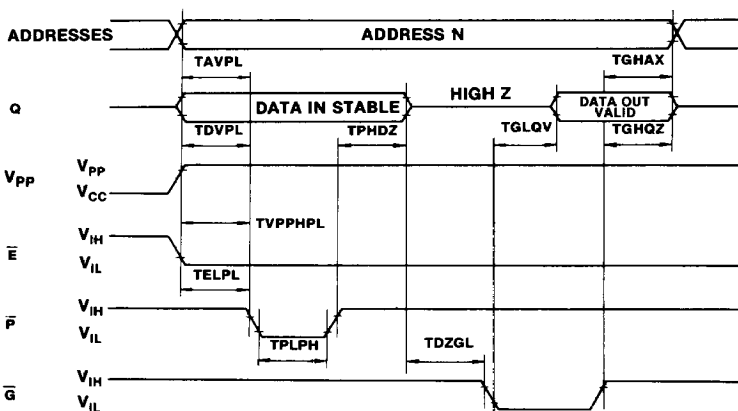 ADDRESSES
ADDRESS N
TAVPL
TGHAX
Q
DATA IN STABLE
HIGH Z
DATA OUT
VALID
TDVPL
TPHDZ
TGLQV
TGHQZ
VPP
VPP
VCC
TVPPHPL
E
VIH
VIL
TELPL
P
VIH
VIL
TPLPH
TDZGL
G
VIH
VIL